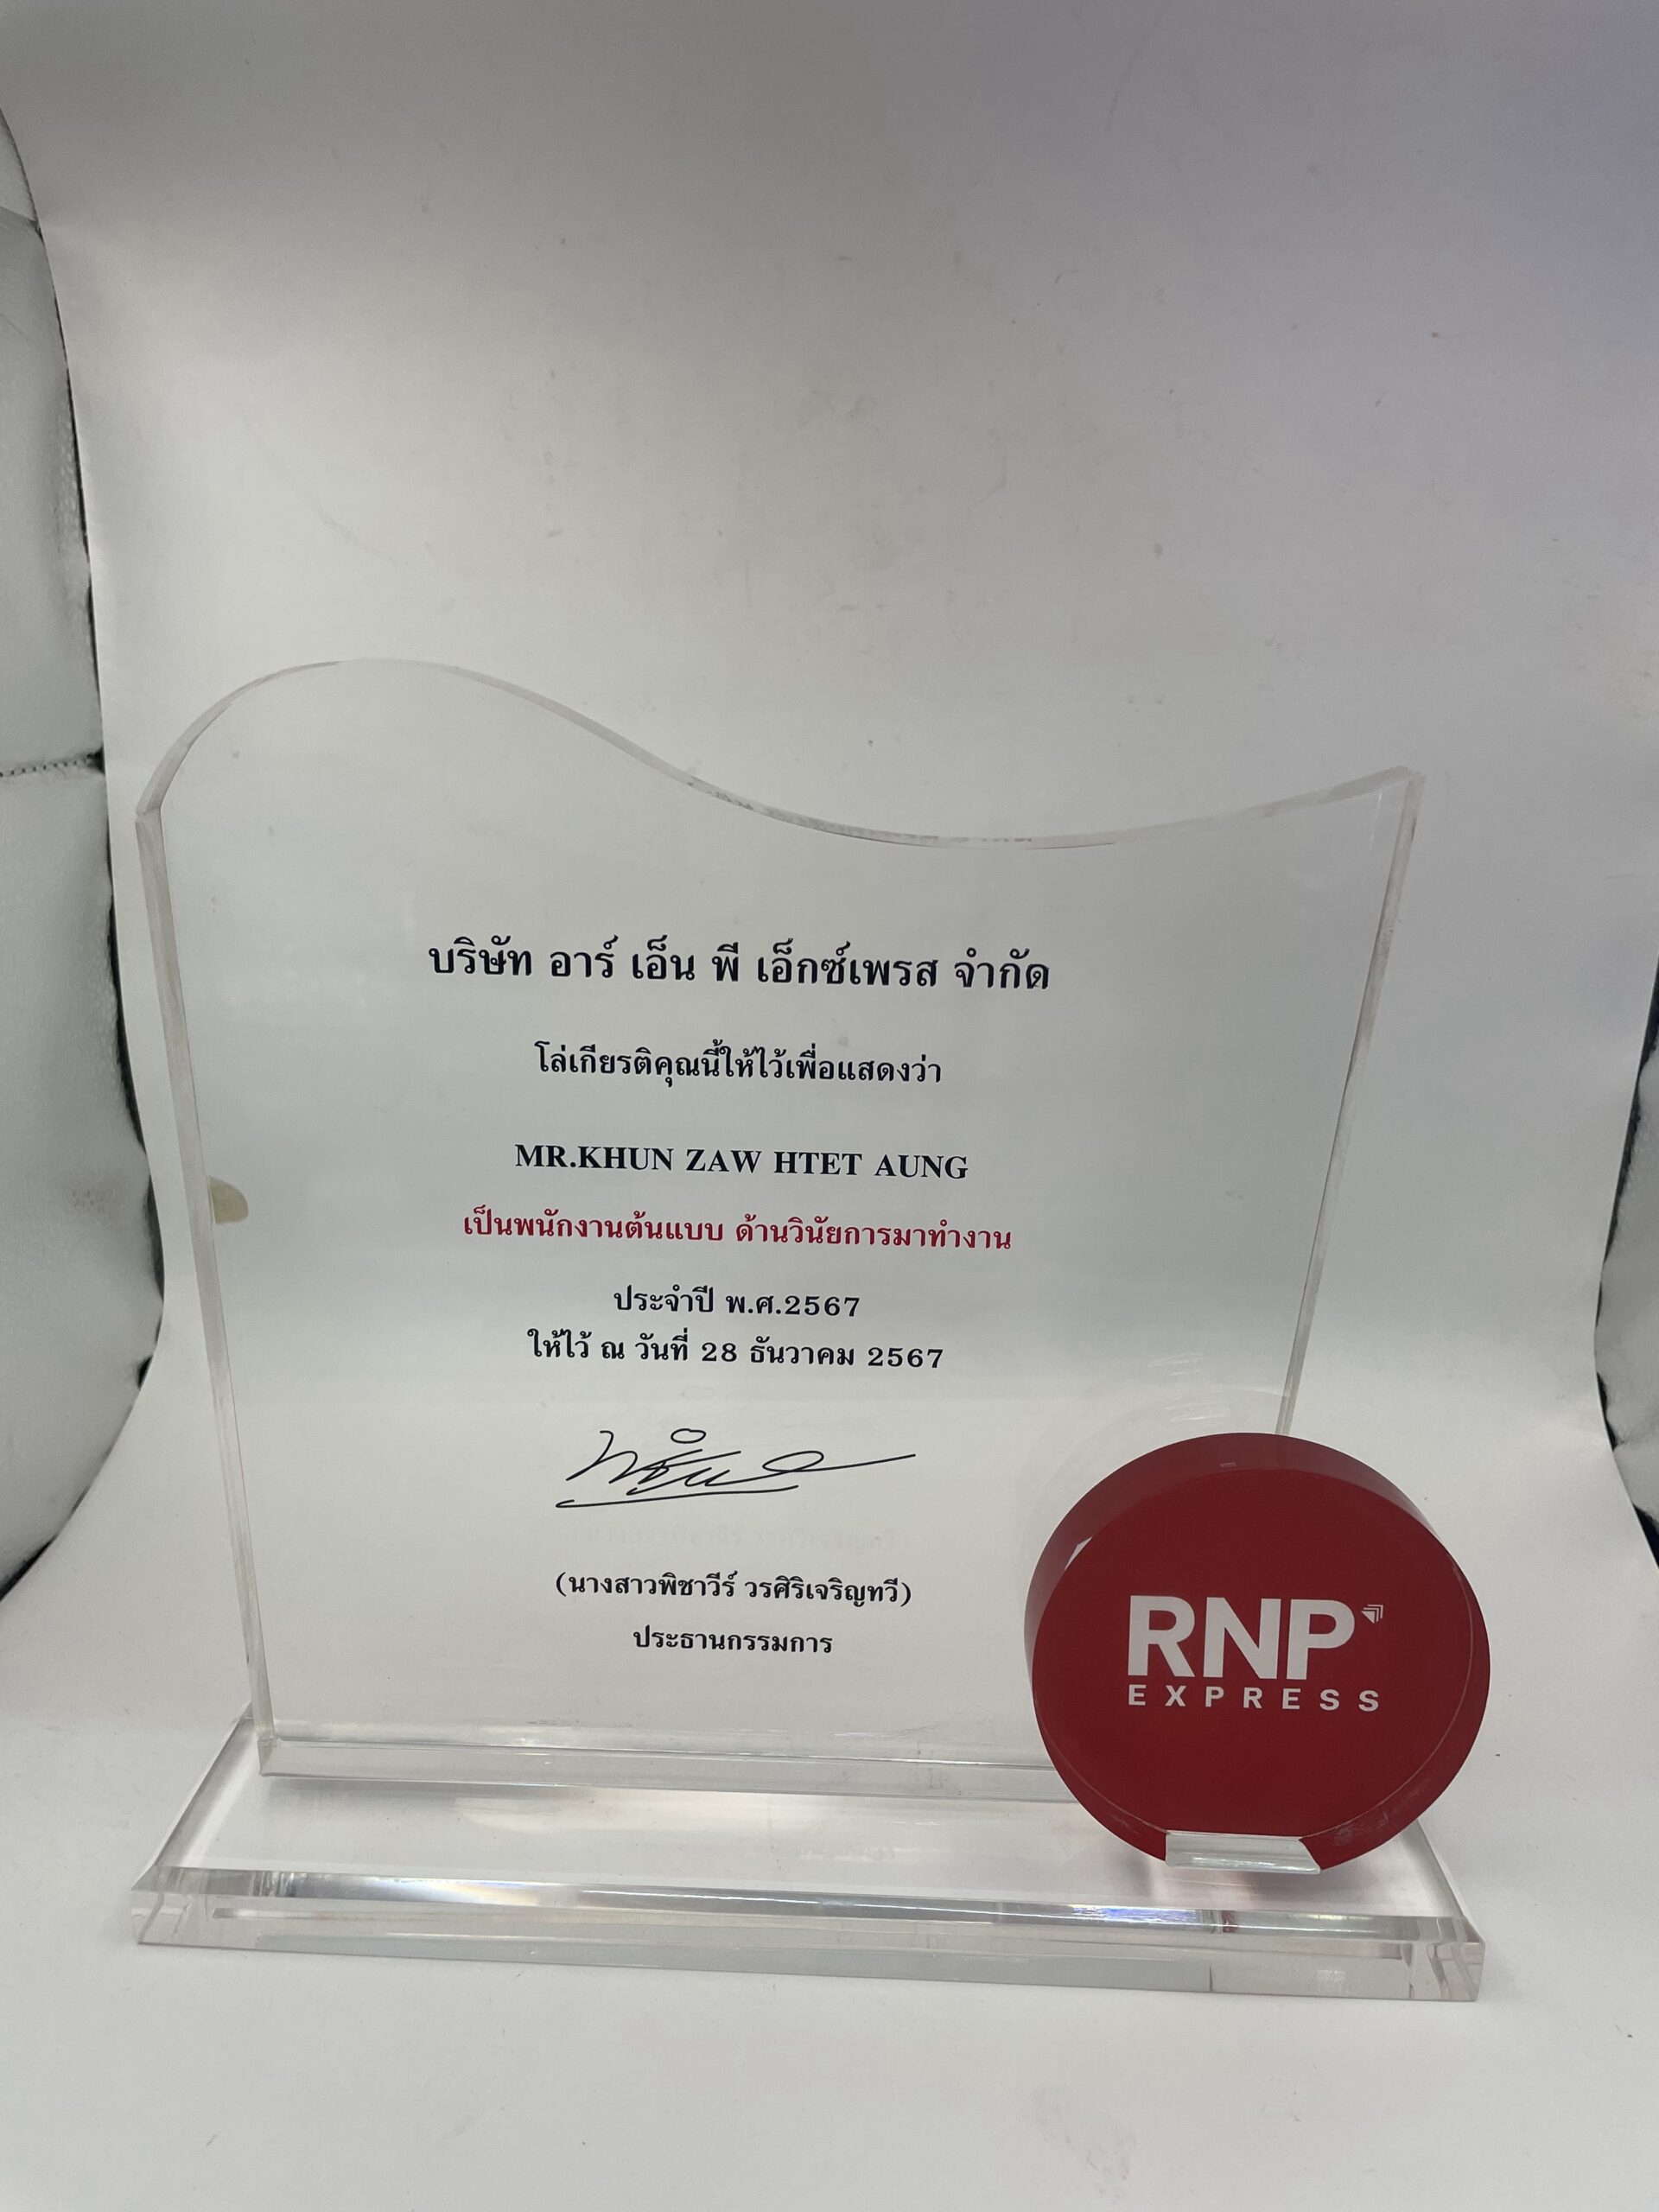 บริษัท อาร์ เอ็น พี เอ็กซ์เพรส จำกัด
โล่เกียรติคุณนี้ให้ไว้เพื่อแสดงว่า
MR.KHUN ZAW HTET AUNG
เป็นพนักงานต้นแบบ ด้านวินัยการมาทำงาน
ประจำปี พ.ศ.2567
ให้ไว้ ณ วันที่ 28 ธันวาคม 2567
(นางสาวพิชาวีร์ วรศิริเจริญทวี)
ประธานกรรมการ
RNP
EXPRESS